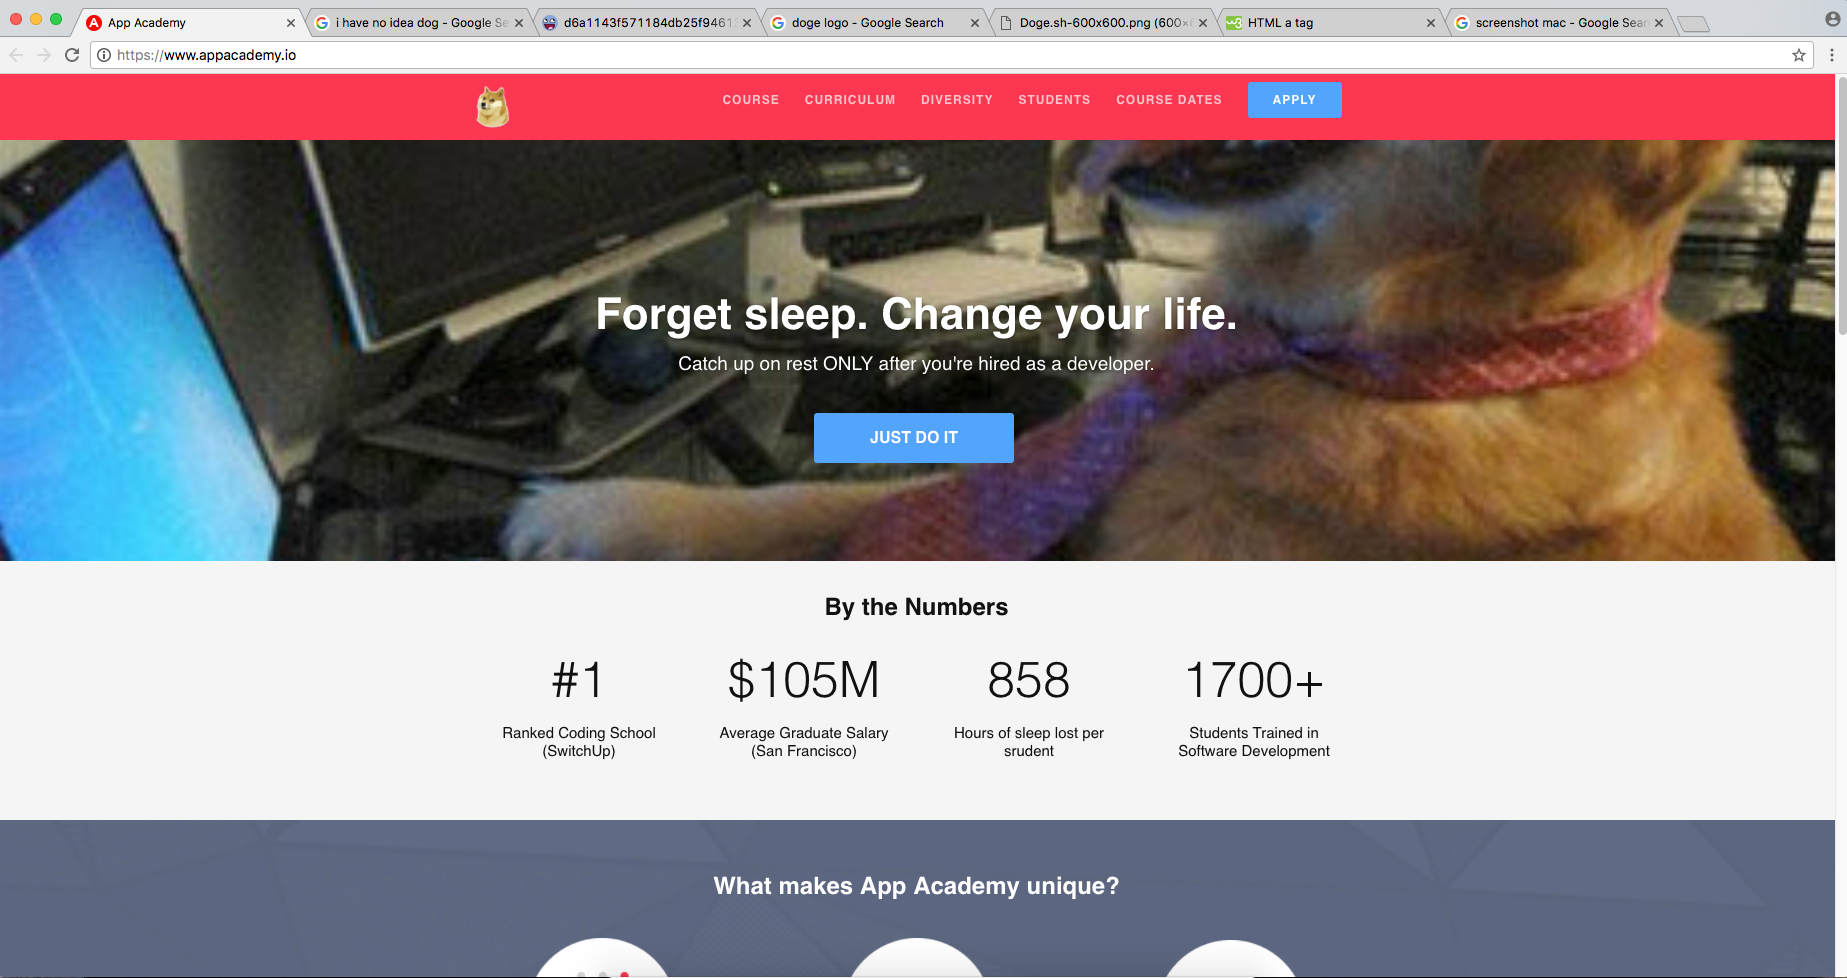 App Academy
i have no idea dog - Google Se
d6a1143f571184db25f94613
doge logo - Google Search
Doge.sh-600x600.png (600×6
HTML a tag
screenshot mac - Google Sear
https://www.appacademy.io
COURSE
CURRICULUM
DIVERSITY
STUDENTS
COURSE DATES
APPLY
Forget sleep. Change your life.
Catch up on rest ONLY after you're hired as a developer.
JUST DO IT
By the Numbers
#1
Ranked Coding School
(SwitchUp)
$105M
Average Graduate Salary
(San Francisco)
858
Hours of sleep lost per
srudent
1700+
Students Trained in
Software Development
What makes App Academy unique?